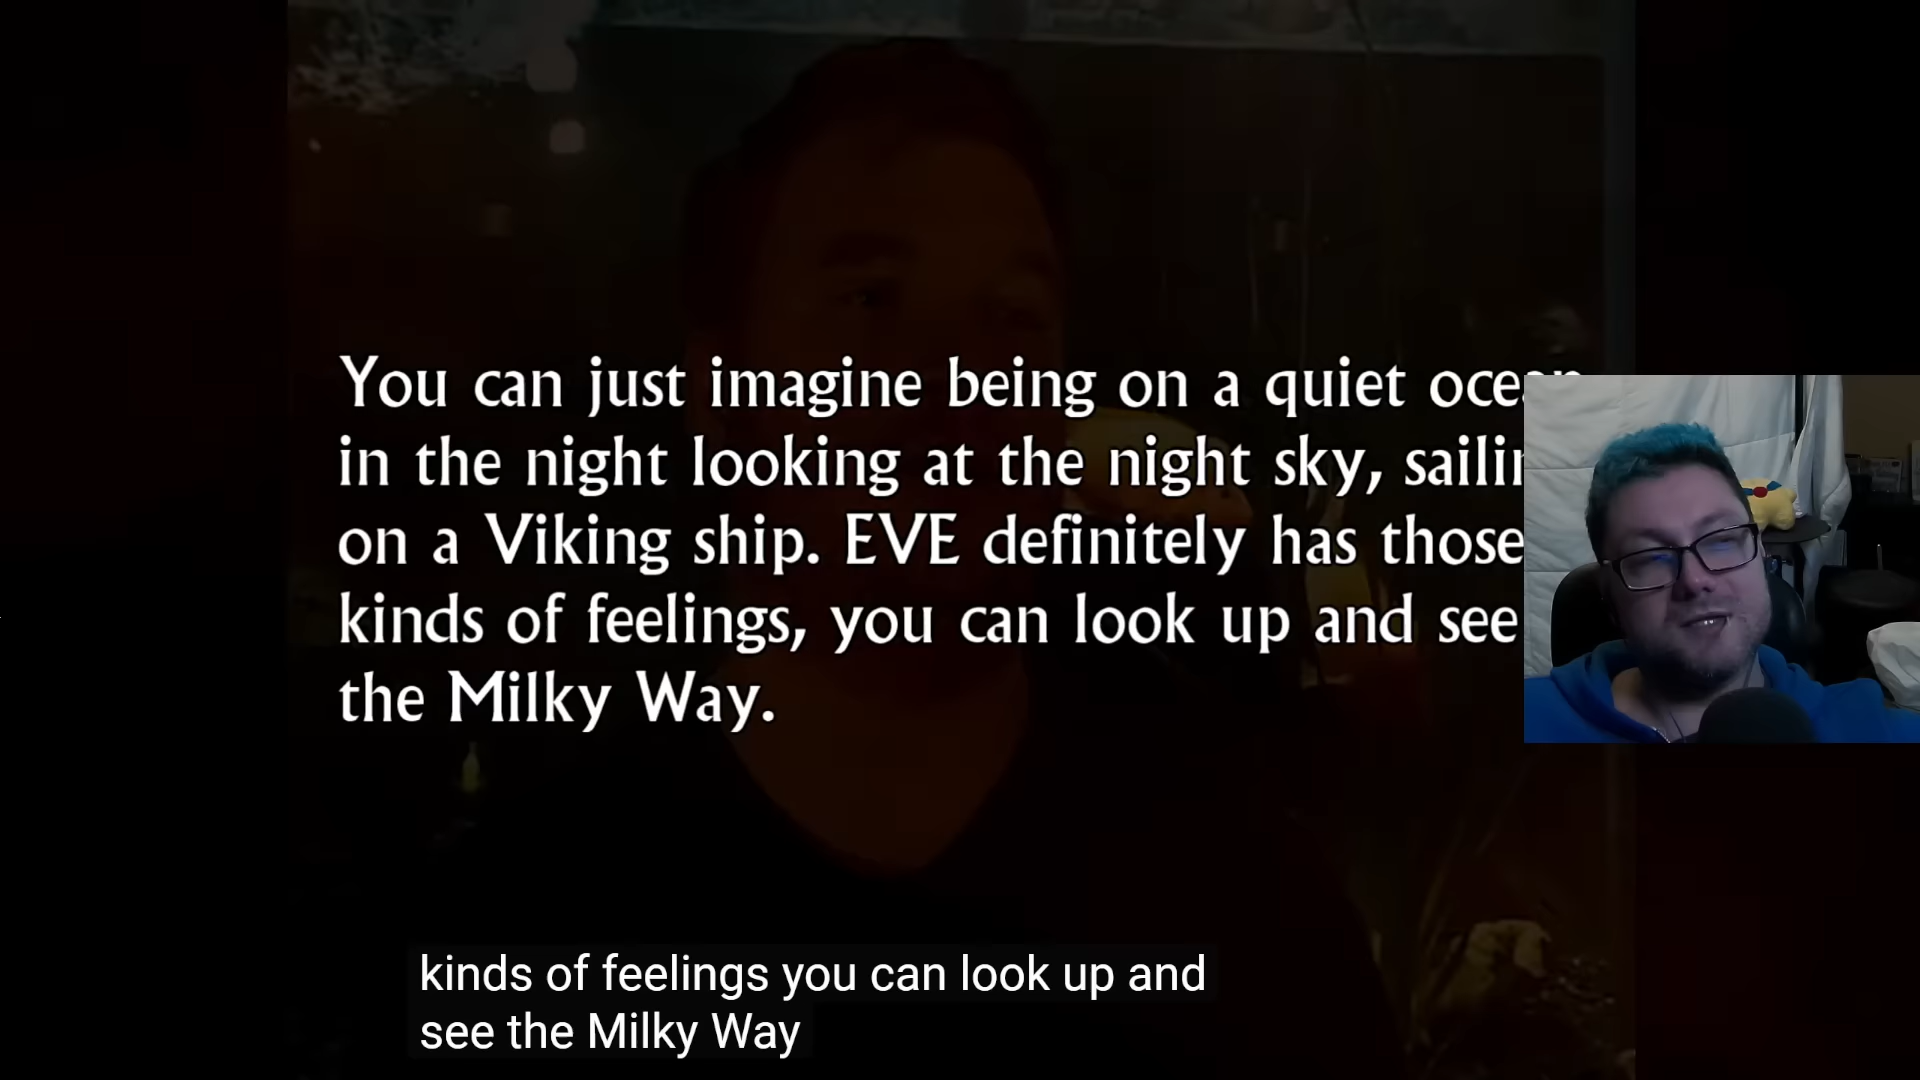 You can just imagine being on a quiet ocean
in the night looking at the night sky, sailin
on a Viking ship. EVE definitely has those
kinds of feelings, you can look up and see
the Milky Way.
kinds of feelings you can look up and
see the Milky Way